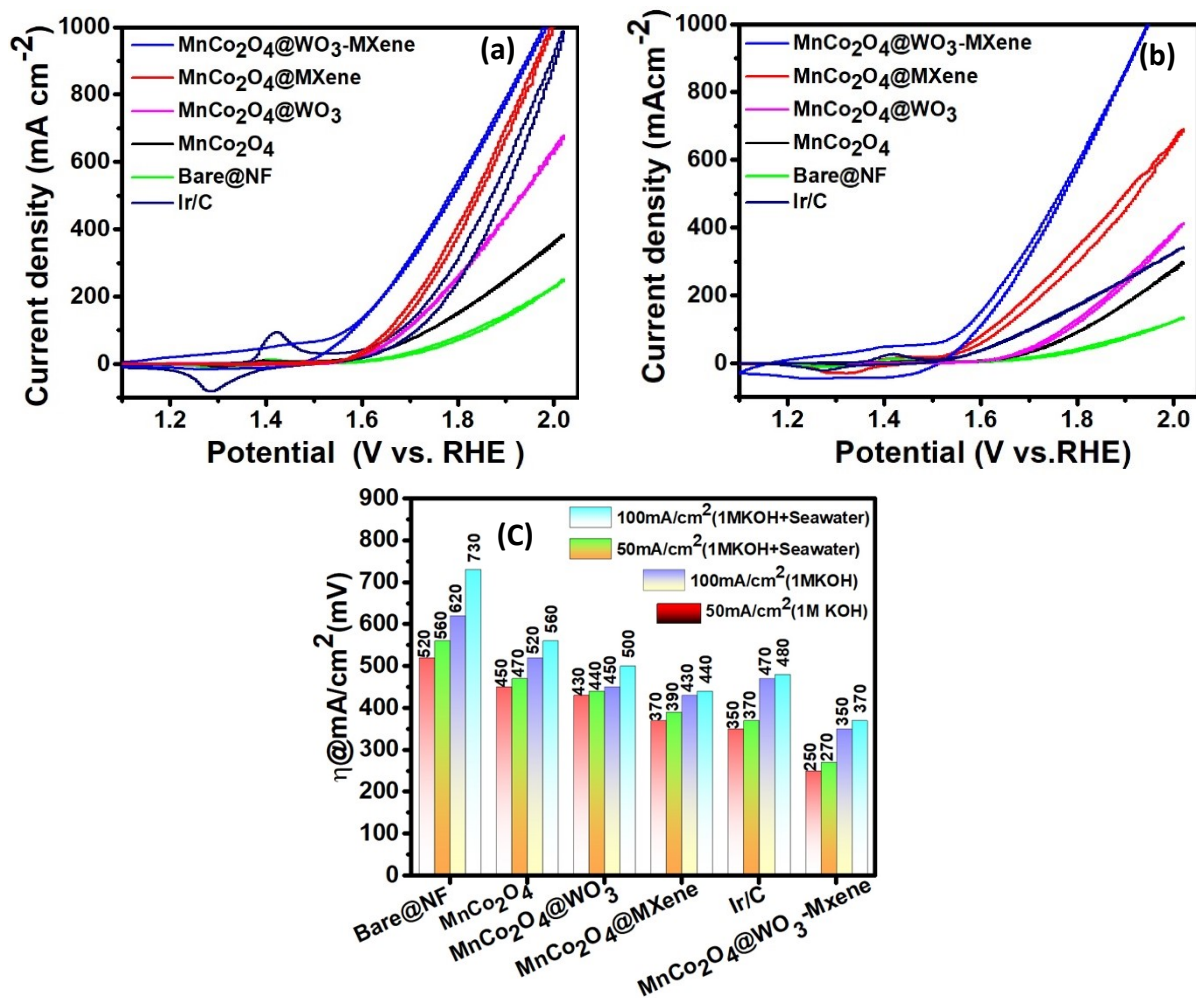 (a)
MnCo2O4@WO3-MXene
MnCo2O4@MXene
MnCo2O4@WO3
MnCo2O4
Bare@NF
Ir/C
Current density (mA cm-2)
1000
800
600
400
200
0
1.2
1.4
1.6
1.8
2.0
Potential (V vs. RHE )
(b)
MnCo2O4@WO3-MXene
MnCo2O4@MXene
MnCo2O4@WO3
MnCo2O4
Bare@NF
Ir/C
Current density (mAcm-2)
1000
800
600
400
200
0
1.2
1.4
1.6
1.8
2.0
Potential (V vs.RHE)
(C)
100mA/cm2(1MKOH+Seawater)
50mA/cm2(1MKOH+Seawater)
100mA/cm2(1MKOH)
50mA/cm2(1M KOH)
η@mA/cm2(mV)
900
800
700
600
500
400
300
200
100
0
520 560 620 730
450 470 520 560
430 440 450 500
370 390 430 440
350 370 470 480
250 270 350 370
Bare@NF
MnCo2O4
MnCo2O4@WO3
MnCo2O4@MXene
Ir/C
MnCo2O4@WO3-Mxene